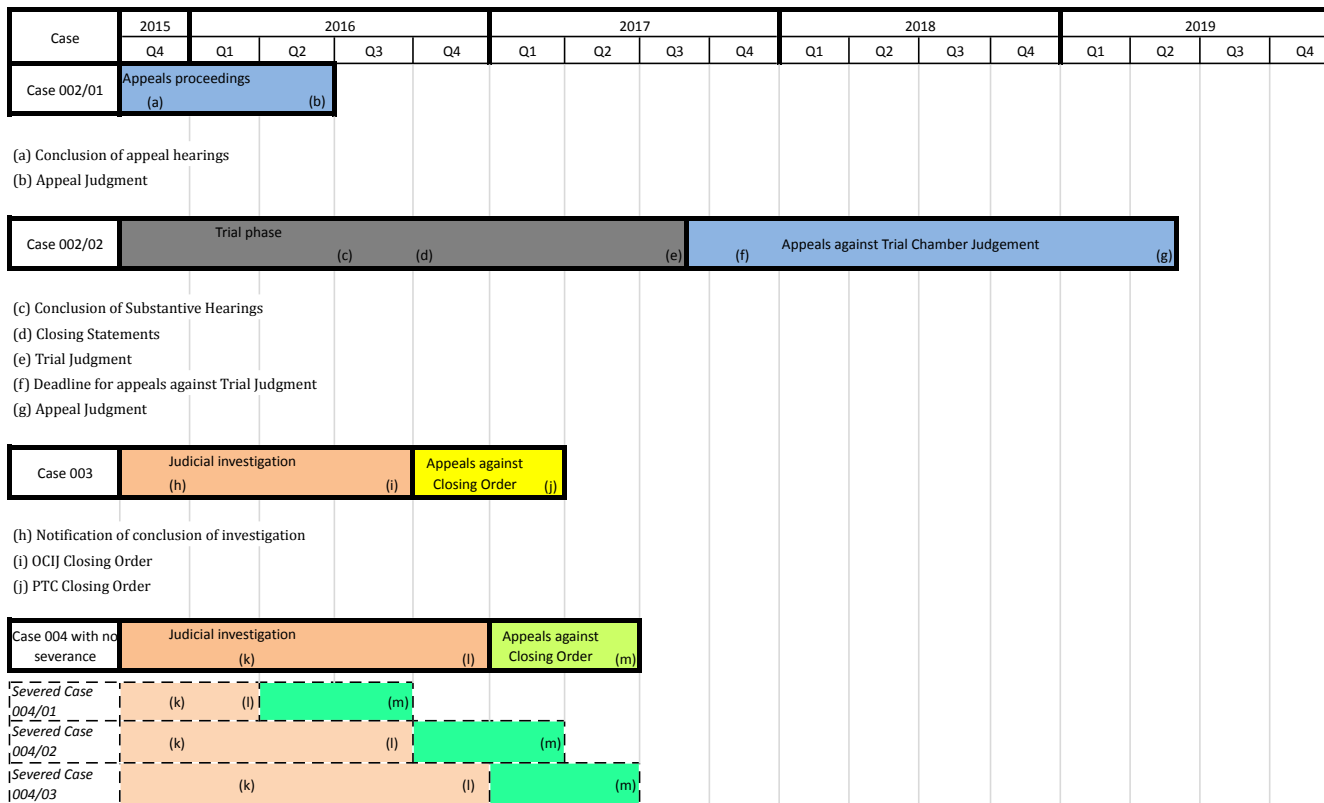 Case 2015 2016 2017 2018 2019
Q4 Q1 Q2 Q3 Q4 Q1 Q2 Q3 Q4 Q1 Q2 Q3 Q4 Q1 Q2 Q3 Q4
Case 002/01
Appeals proceedings
(a) (b)
(a) Conclusion of appeal hearings
(b) Appeal Judgment
Case 002/02
Trial phase
(c) (d) (e)
Appeals against Trial Chamber Judgement
(f) (g)
(c) Conclusion of Substantive Hearings
(d) Closing Statements
(e) Trial Judgment
(f) Deadline for appeals against Trial Judgment
(g) Appeal Judgment
Case 003
Judicial investigation
(h) (i)
Appeals against
Closing Order (j)
(h) Notification of conclusion of investigation
(i) OCIJ Closing Order
(j) PTC Closing Order
Case 004 with no
severance
Judicial investigation
(k) (l)
Appeals against
Closing Order (m)
Severed Case
004/01
(k) (l) (m)
Severed Case
004/02
(k) (l) (m)
Severed Case
004/03
(k) (l) (m)